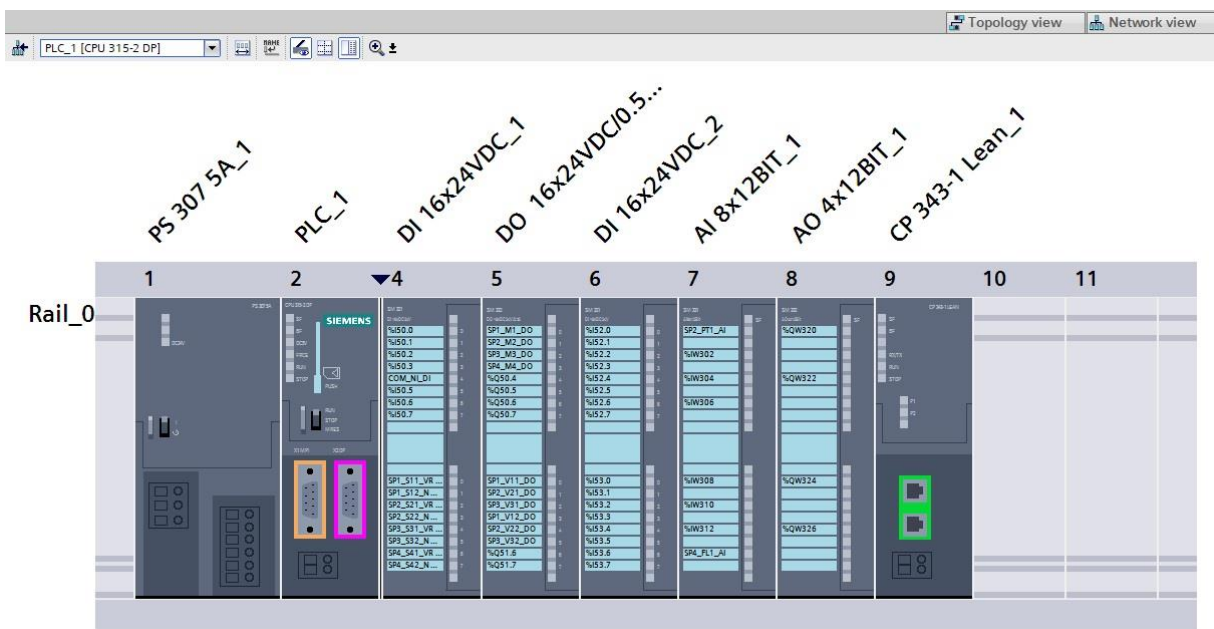 Topology view Network view
PLC_1 [CPU 315-2 DP]
PS 307 5A_1
PLC_1
DI 16x24VDC_1
DO 16x24VDC/0.5...
DI 16x24VDC_2
AI 8x12BIT_1
AO 4x12BIT_1
CP 343-1 Lean_1
1 2 4 5 6 7 8 9 10 11
Rail_0
SIEMENS
%I50.0
%I50.1
%I50.2
%I50.3
COM_NI_DI
%I50.5
%I50.6
%I50.7
SP1_S11_VR ...
SP1_S12_N...
SP2_S21_VR ...
SP2_S22_N...
SP3_S31_VR ...
SP3_S32_N...
SP4_S41_VR ...
SP4_S42_N...
SP1_M1_DO
SP2_M2_DO
SP3_M3_DO
SP4_M4_DO
%Q50.4
%Q50.5
%Q50.6
%Q50.7
SP1_V11_DO
SP2_V21_DO
SP3_V31_DO
SP1_V12_DO
SP2_V22_DO
SP3_V32_DO
%Q51.6
%Q51.7
%I52.0
%I52.1
%I52.2
%I52.3
%I52.4
%I52.5
%I52.6
%I52.7
%I53.0
%I53.1
%I53.2
%I53.3
%I53.4
%I53.5
%I53.6
%I53.7
SP2_PT1_AI
%IW302
%IW304
%IW306
%IW308
%IW310
%IW312
SP4_FL1_AI
%QW320
%QW322
%QW324
%QW326